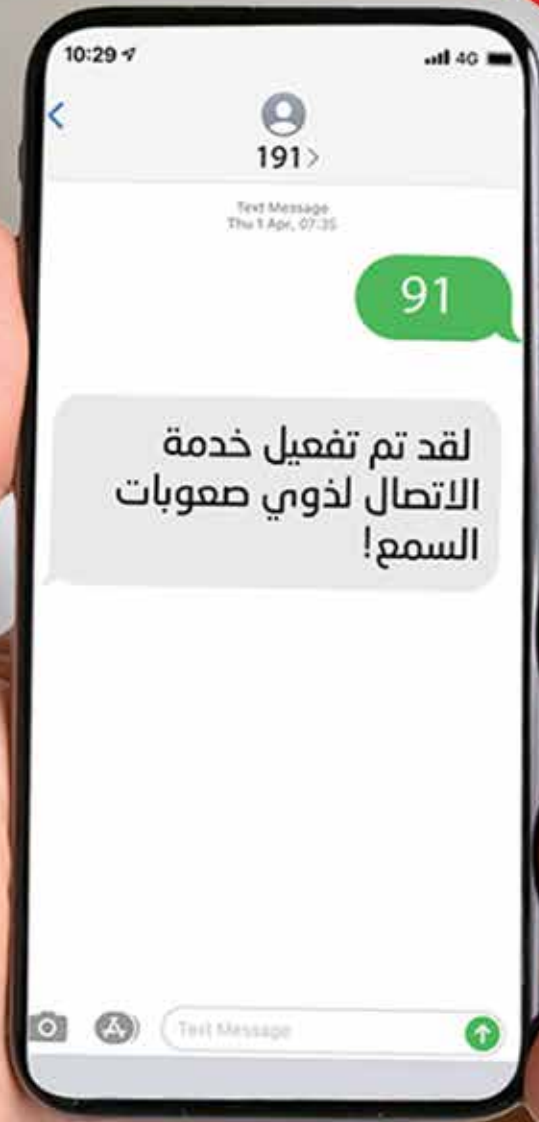 10:29
4G
191
Text Message
Thu 1 Apr, 07:35
91
لقد تم تفعيل خدمة
الاتصال لذوي صعوبات
السمع!
Text Message